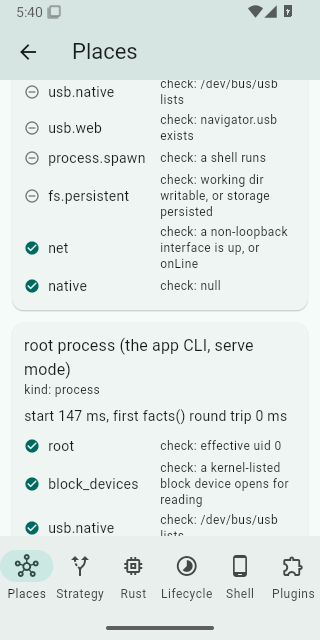 5:40
Places
usb.native
check: /dev/bus/usb
lists
usb.web
check: navigator.usb
exists
process.spawn
check: a shell runs
fs.persistent
check: working dir
writable, or storage
persisted
net
check: a non-loopback
interface is up, or
onLine
native
check: null
root process (the app CLI, serve
mode)
kind: process
start 147 ms, first facts() round trip 0 ms
root
check: effective uid 0
block_devices
check: a kernel-listed
block device opens for
reading
usb.native
check: /dev/bus/usb
lists
Places
Strategy
Rust
Lifecycle
Shell
Plugins